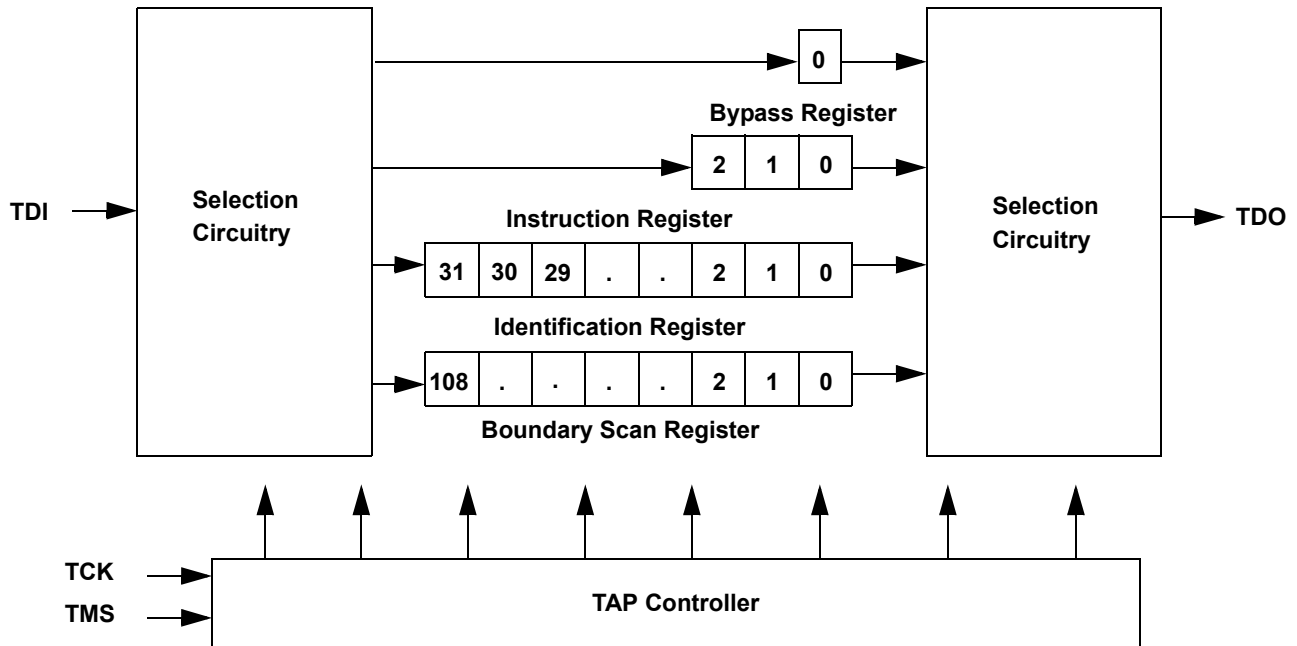 0
Bypass Register
2 1 0
TDI
Selection
Circuitry
Selection
Circuitry
TDO
Instruction Register
31 30 29 . . 2 1 0
Identification Register
108 . . . . 2 1 0
Boundary Scan Register
TCK
TMS
TAP Controller